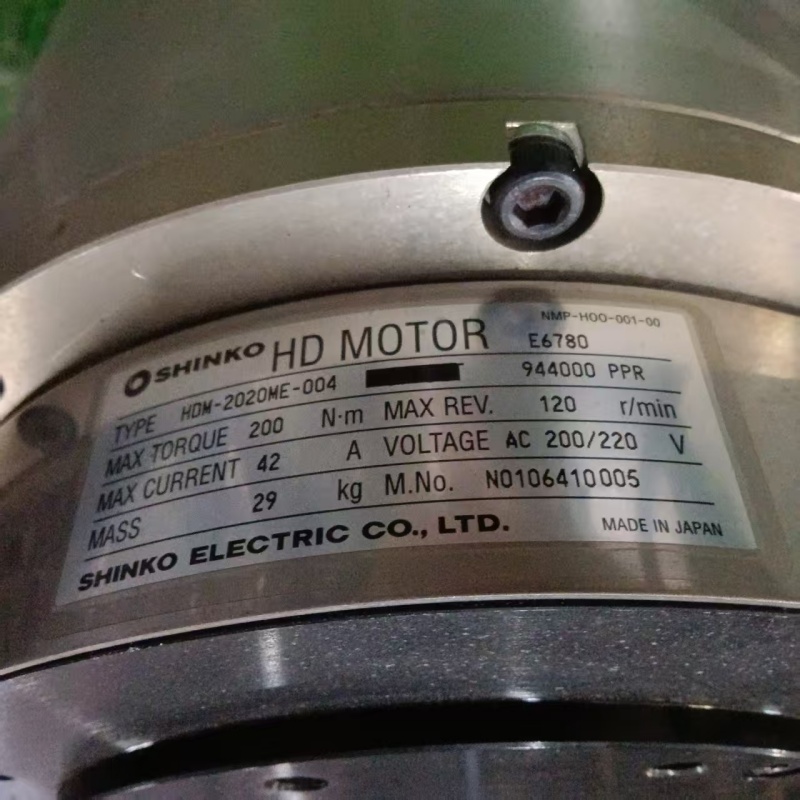 SHINKO HD MOTOR NMP-H00-001-00
E6780
TYPE HDM-2020ME-004 944000 PPR
MAX TORQUE 200 N·m MAX REV. 120 r/min
MAX CURRENT 42 A VOLTAGE AC 200/220 V
MASS 29 kg M.No. N0106410005
SHINKO ELECTRIC CO., LTD. MADE IN JAPAN